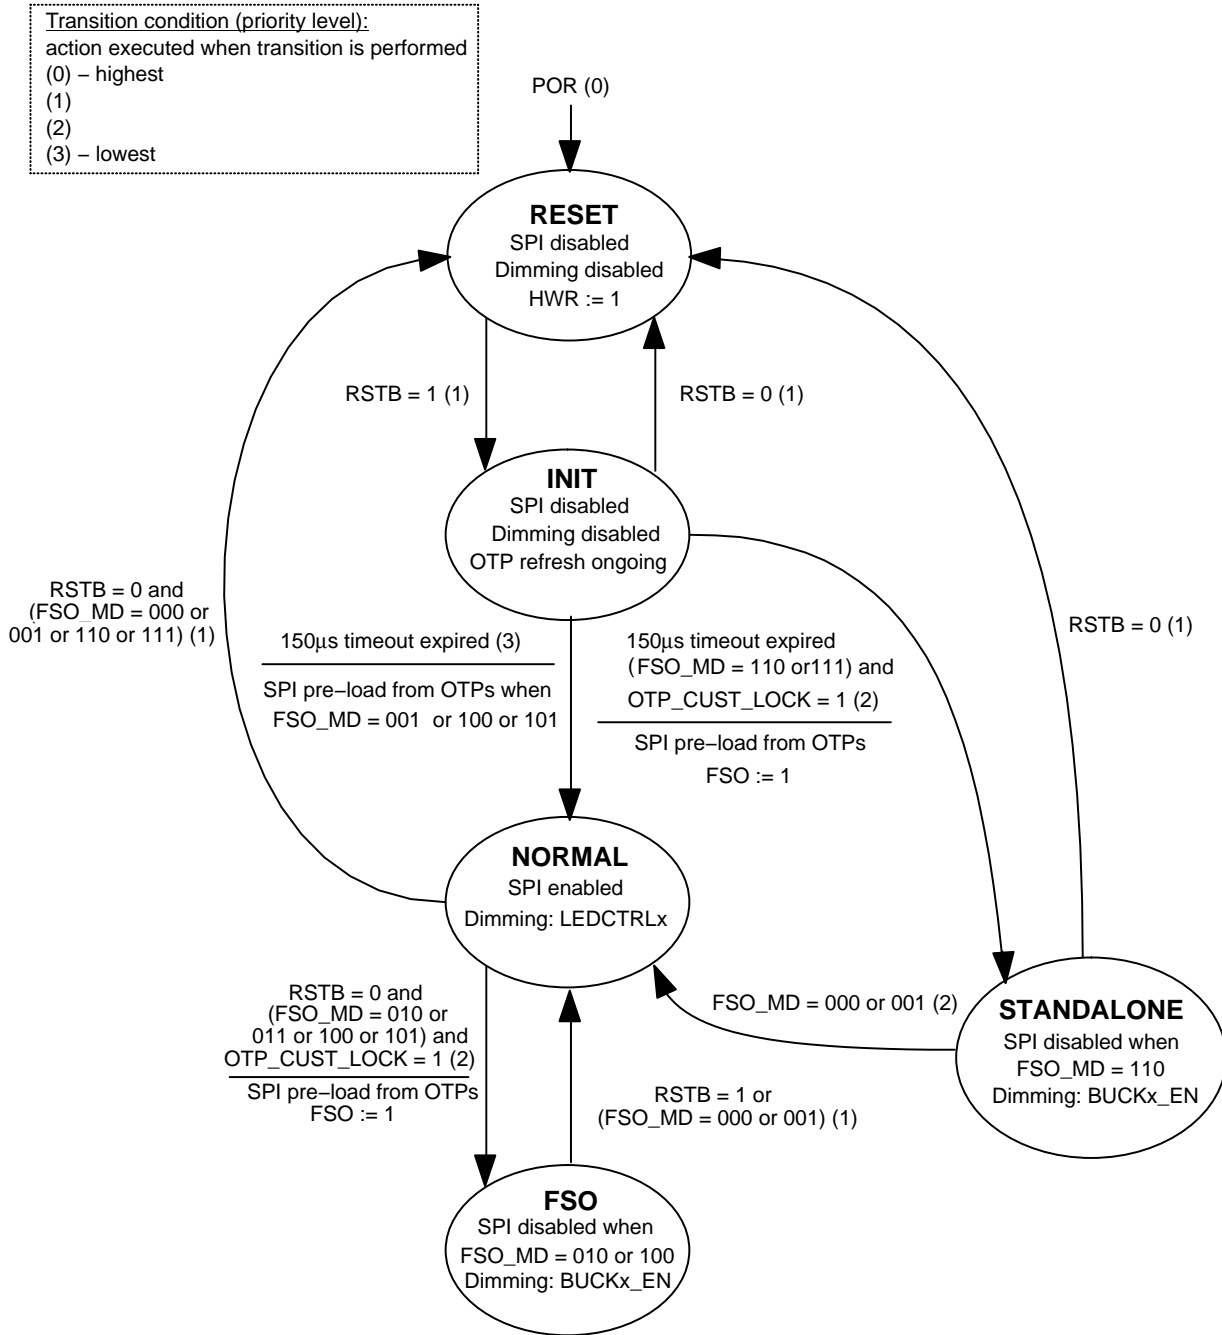 Transition condition (priority level):
action executed when transition is performed
(0) – highest
(1)
(2)
(3) – lowest
POR (0)
RESET
SPI disabled
Dimming disabled
HWR := 1
RSTB = 1 (1)
RSTB = 0 (1)
INIT
SPI disabled
Dimming disabled
OTP refresh ongoing
RSTB = 0 and
(FSO_MD = 000 or
001 or 110 or 111) (1)
RSTB = 0 (1)
150µs timeout expired (3)
SPI pre–load from OTPs when
FSO_MD = 001 or 100 or 101
150µs timeout expired
(FSO_MD = 110 or111) and
OTP_CUST_LOCK = 1 (2)
SPI pre–load from OTPs
FSO := 1
NORMAL
SPI enabled
Dimming: LEDCTRLx
RSTB = 0 and
(FSO_MD = 010 or
011 or 100 or 101) and
OTP_CUST_LOCK = 1 (2)
SPI pre–load from OTPs
FSO := 1
FSO_MD = 000 or 001 (2)
STANDALONE
SPI disabled when
FSO_MD = 110
Dimming: BUCKx_EN
RSTB = 1 or
(FSO_MD = 000 or 001) (1)
FSO
SPI disabled when
FSO_MD = 010 or 100
Dimming: BUCKx_EN